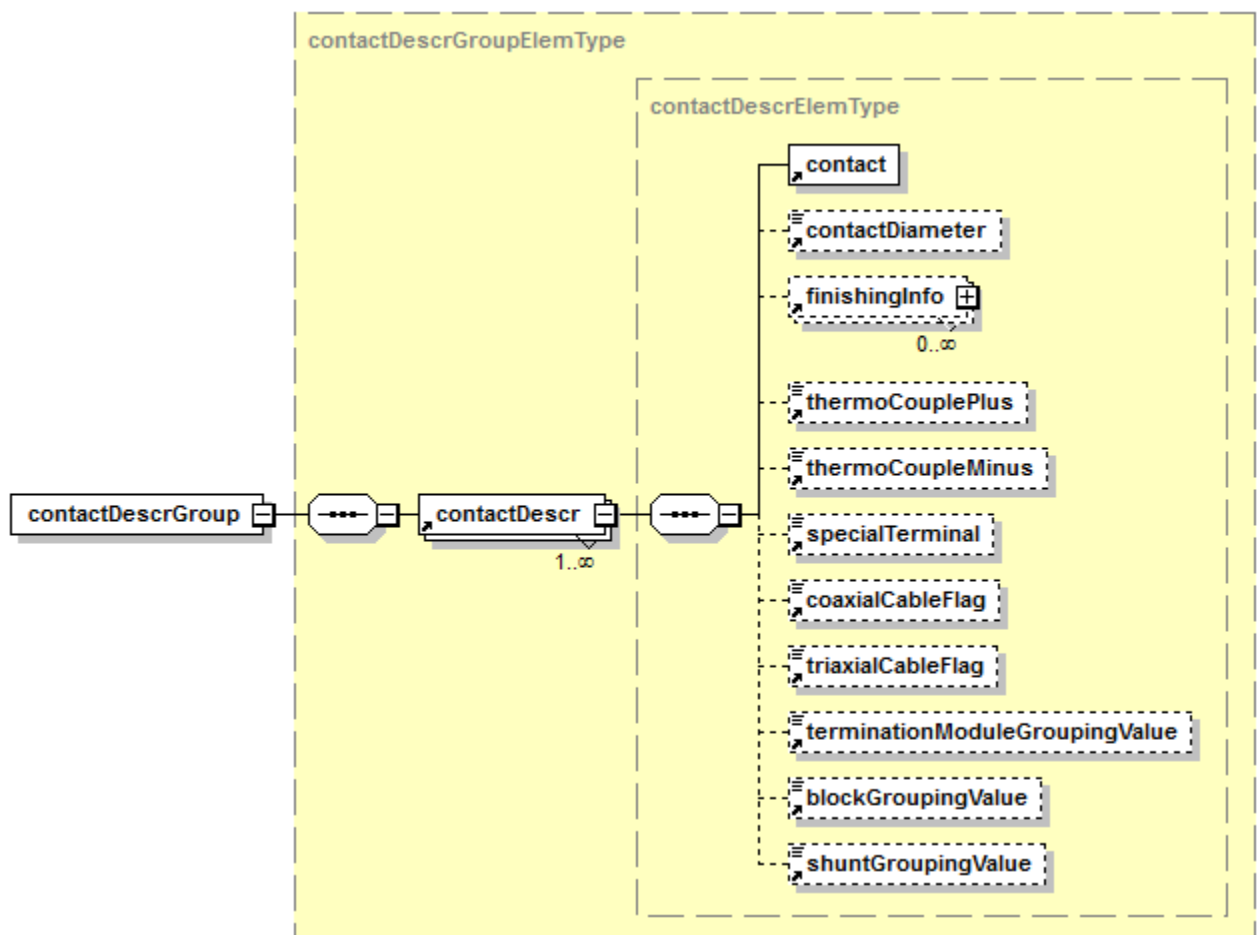 contactDescrGroupElemType
contactDescrElemType
contact
contactDiameter
finishingInfo
0..∞
thermoCouplePlus
thermoCoupleMinus
contactDescrGroup
contactDescr
1..∞
specialTerminal
coaxialCableFlag
triaxialCableFlag
terminationModuleGroupingValue
blockGroupingValue
shuntGroupingValue